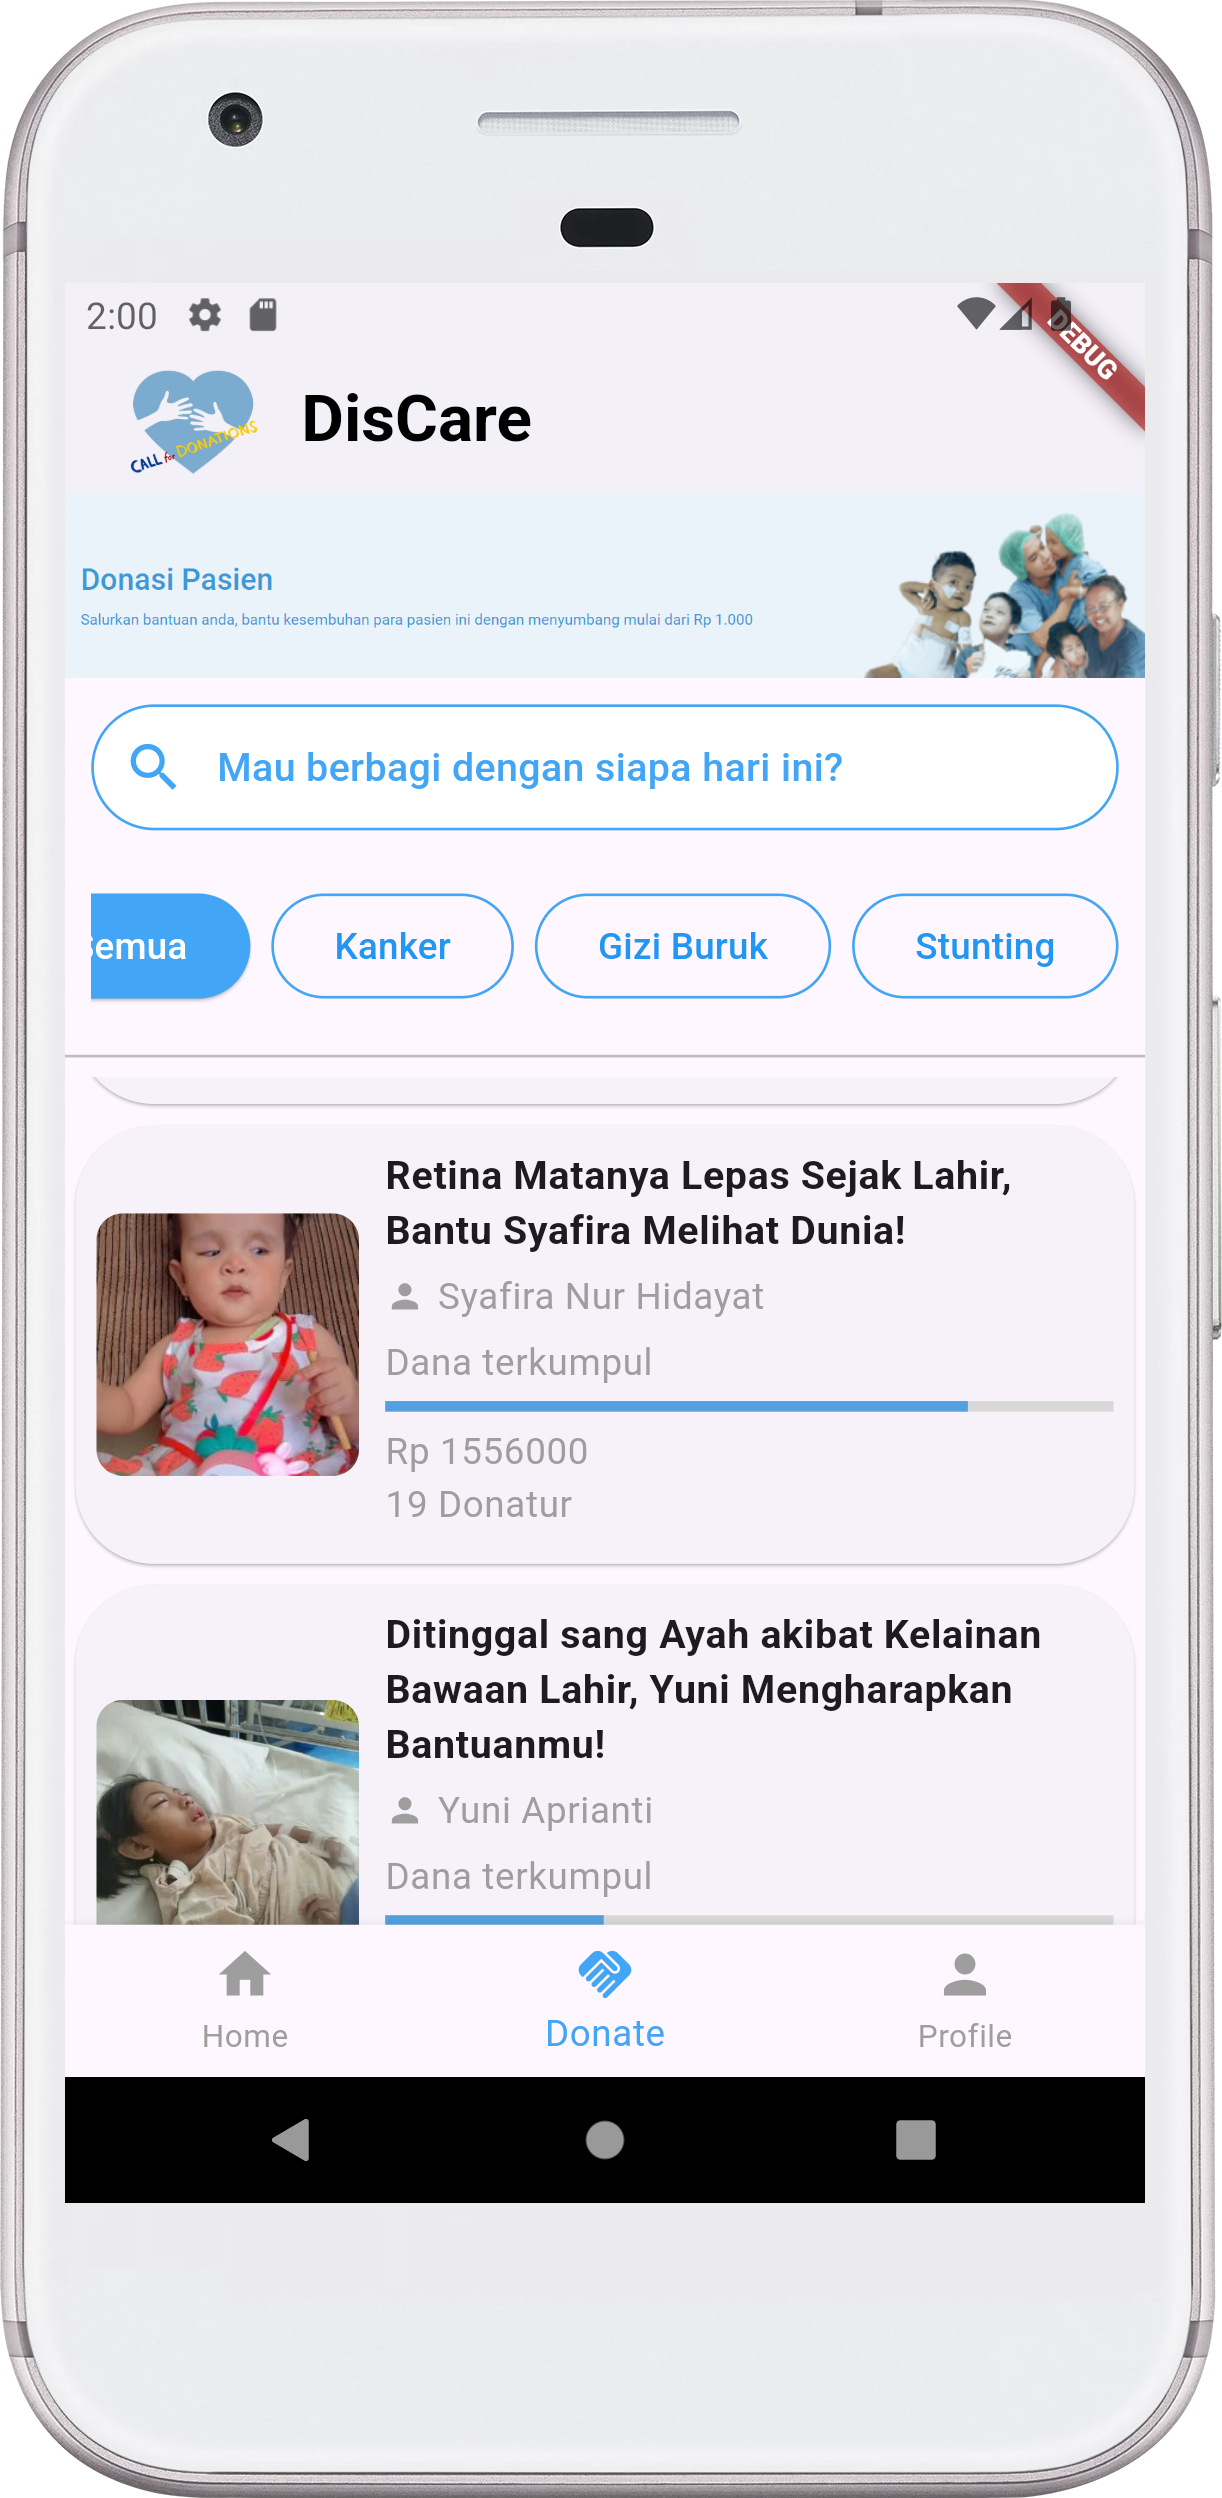 2:00
DEBUG
CALL for DONATIONS
DisCare
Donasi Pasien
Salurkan bantuan anda, bantu kesembuhan para pasien ini dengan menyumbang mulai dari Rp 1.000
Mau berbagi dengan siapa hari ini?
Semua Kanker Gizi Buruk Stunting
Retina Matanya Lepas Sejak Lahir,
Bantu Syafira Melihat Dunia!
Syafira Nur Hidayat
Dana terkumpul
Rp 1556000
19 Donatur
Ditinggal sang Ayah akibat Kelainan
Bawaan Lahir, Yuni Mengharapkan
Bantuanmu!
Yuni Aprianti
Dana terkumpul
Home Donate Profile